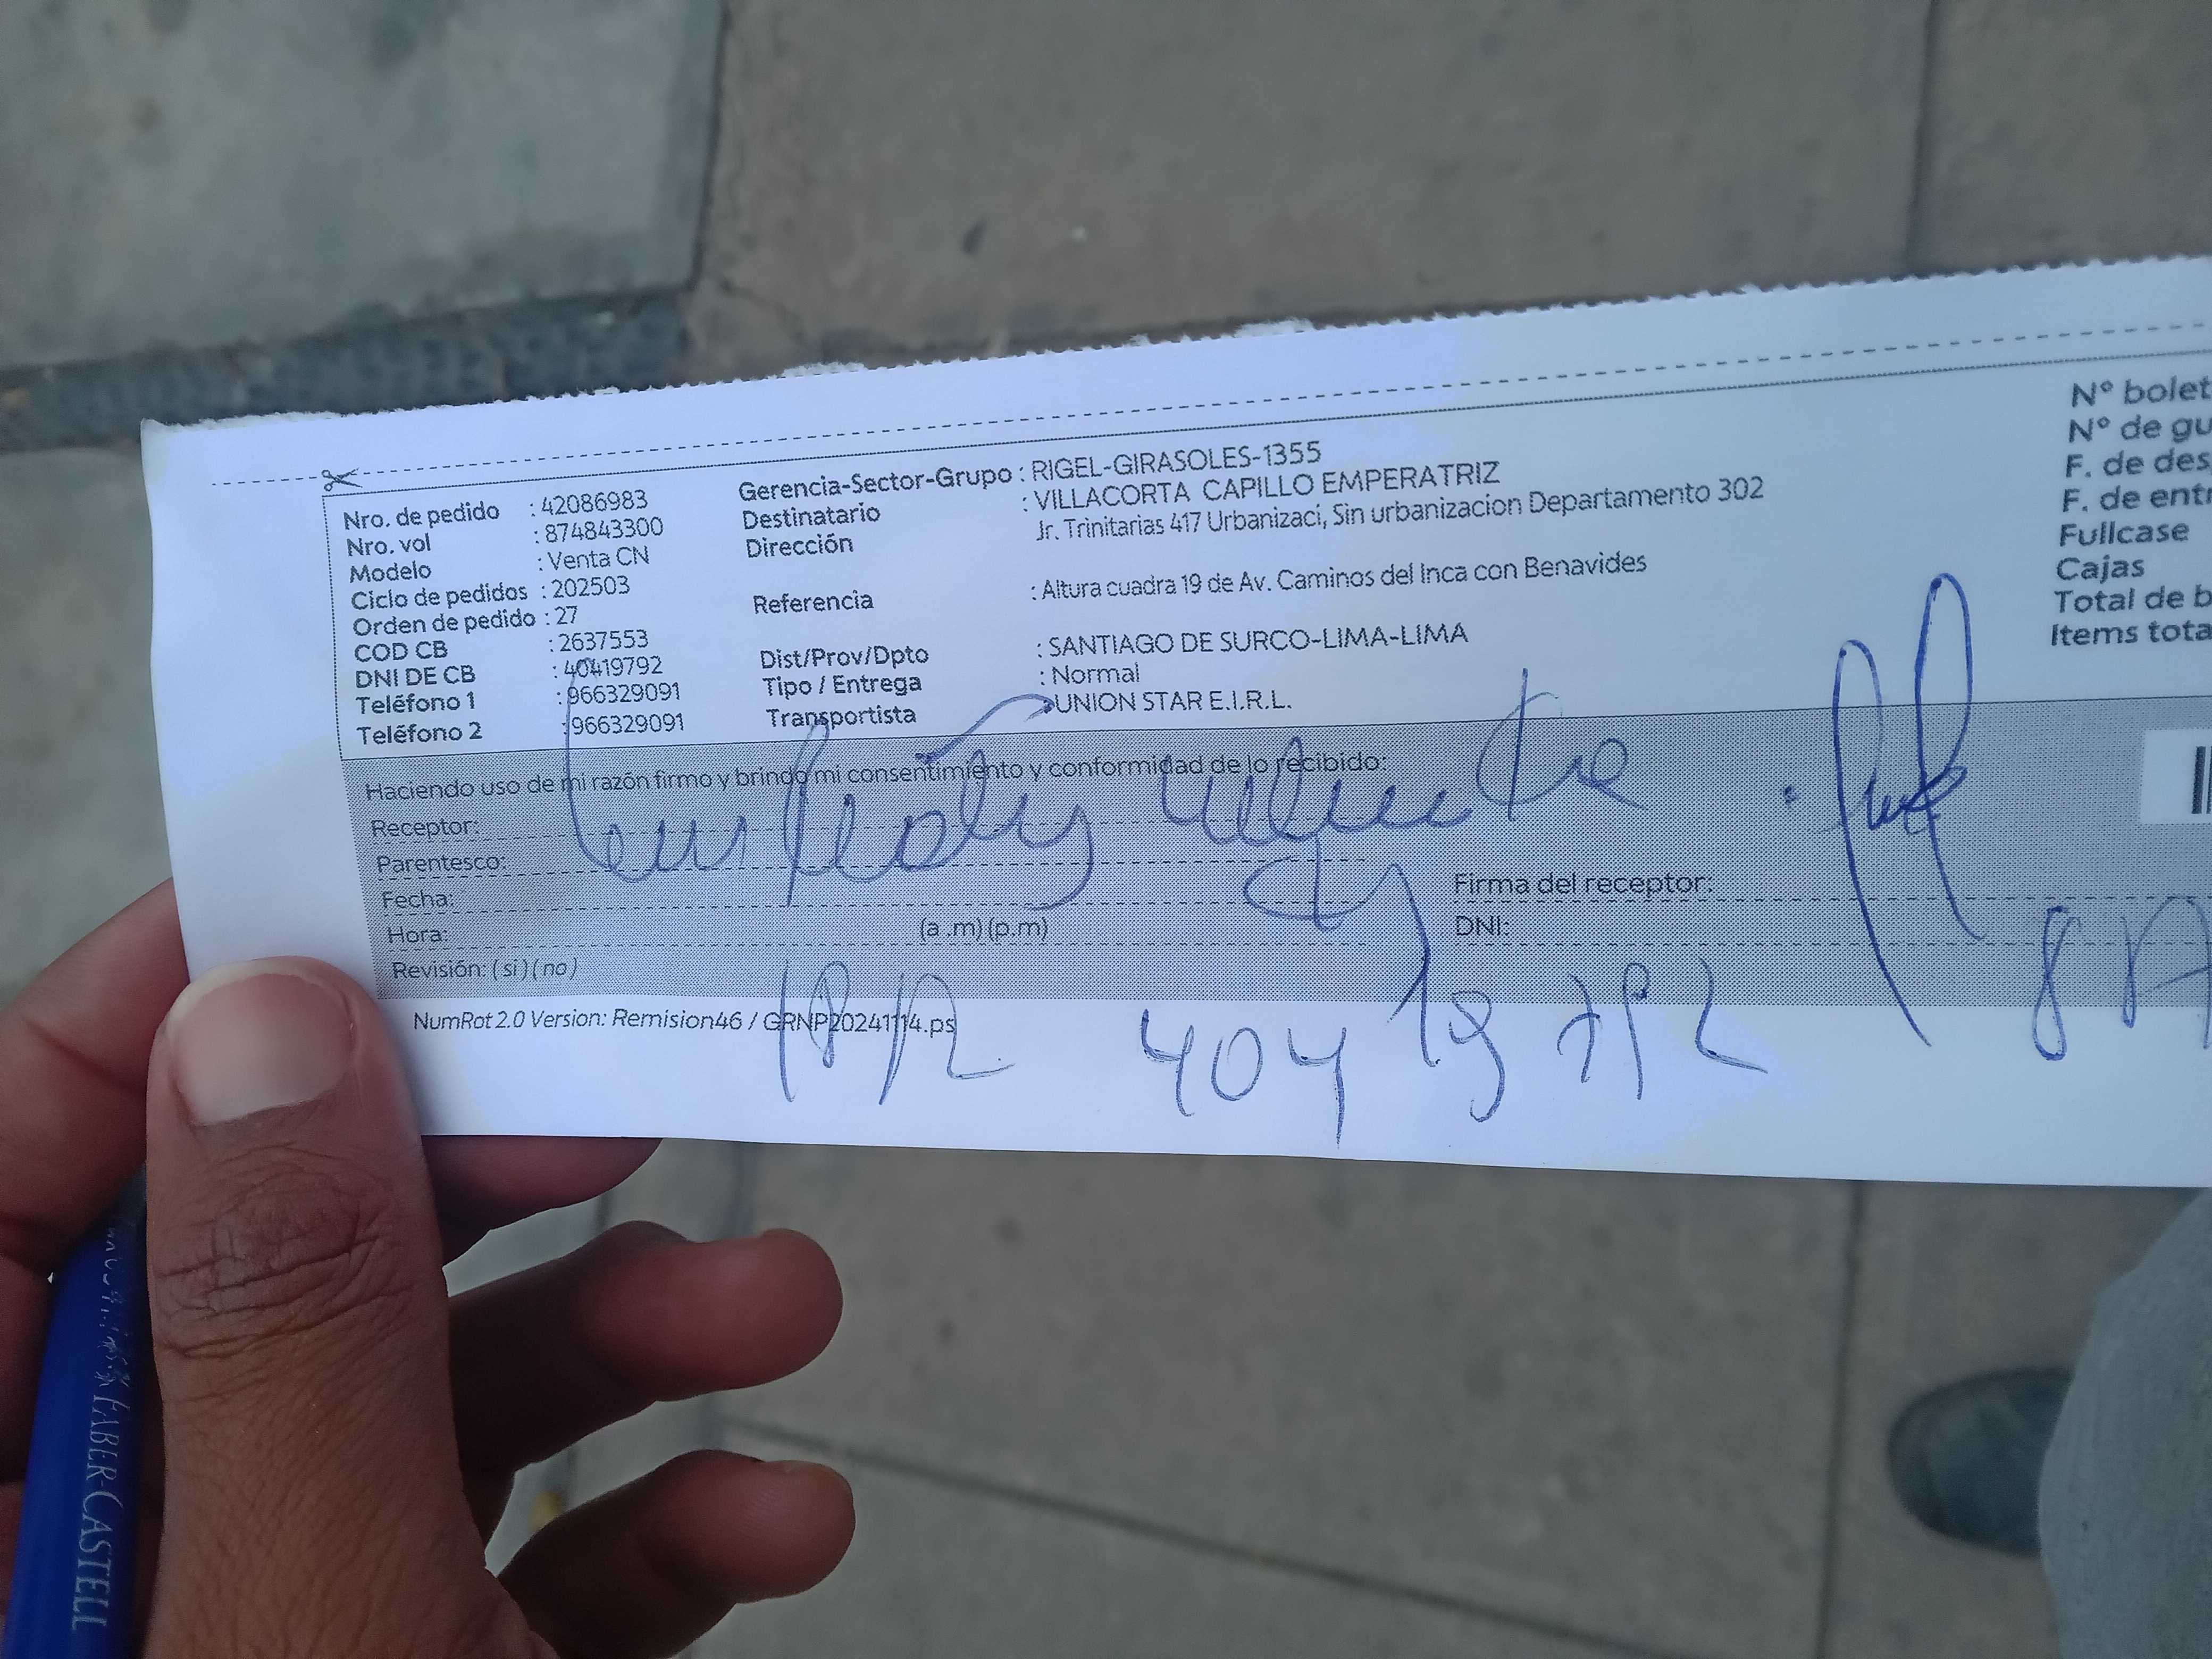 Nro. de pedido : 42086983
Nro. vol : 874843300
Modelo : Venta CN
Ciclo de pedidos : 202503
Orden de pedido : 27
COD CB : 2637553
DNI DE CB : 40419792
Teléfono 1 : 966329091
Teléfono 2 : 966329091
Gerencia-Sector-Grupo : RIGEL-GIRASOLES-1355
Destinatario : VILLACORTA CAPILLO EMPERATRIZ
Dirección Jr. Trinitarias 417 Urbanizaci, Sin urbanizacion Departamento 302
Referencia : Altura cuadra 19 de Av. Caminos del Inca con Benavides
Dist/Prov/Dpto : SANTIAGO DE SURCO-LIMA-LIMA
Tipo / Entrega : Normal
Transportista UNION STAR E.I.R.L.
Nº bolet
Nº de gu
F. de des
F. de entr
Fullcase
Cajas
Total de b
Items tota
Haciendo uso de mi razón firmo y brindo mi consentimiento y conformidad de lo recibido:
Receptor:
Parentesco:
Fecha:
Hora: (a .m) (p.m)
Revisión: ( si ) ( no )
Firma del receptor:
DNI:
NumRot 2.0 Version: Remision46 / GRNP20241114.ps
18/12 40419792
FABER-CASTELL